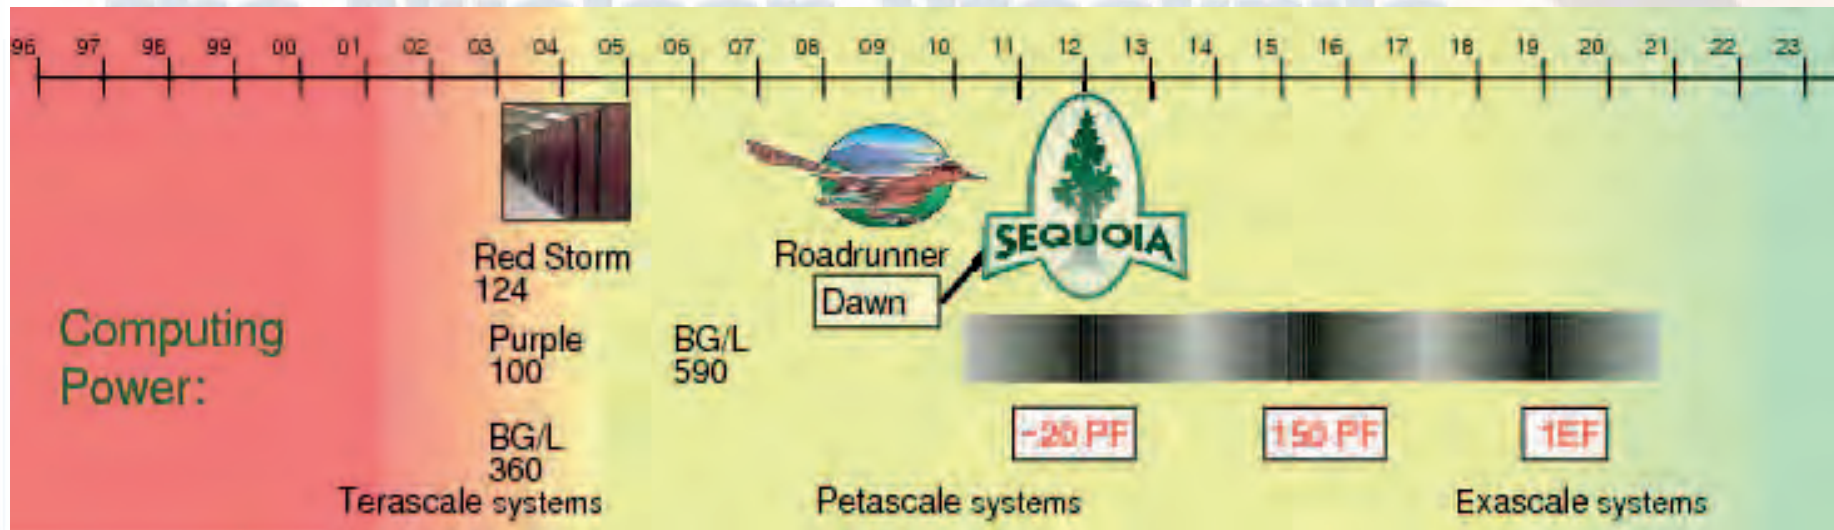 96 97 98 99 00 01 02 03 04 05 06 07 08 09 10 11 12 13 14 15 16 17 18 19 20 21 22 23
SEQUOIA
Red Storm
124
Roadrunner
Dawn
Computing
Power:
Purple
100
BG/L
590
~20 PF
150 PF
1EF
BG/L
360
Terascale systems
Petascale systems
Exascale systems